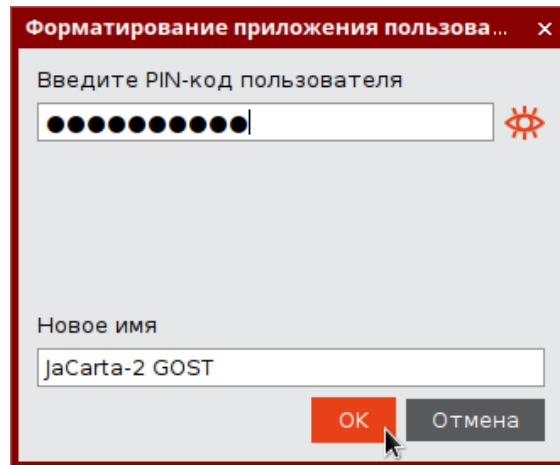 Форматирование приложения пользова...
Введите PIN-код пользователя
●●●●●●●●●●
Новое имя
JaCarta-2 GOST
OK
Отмена